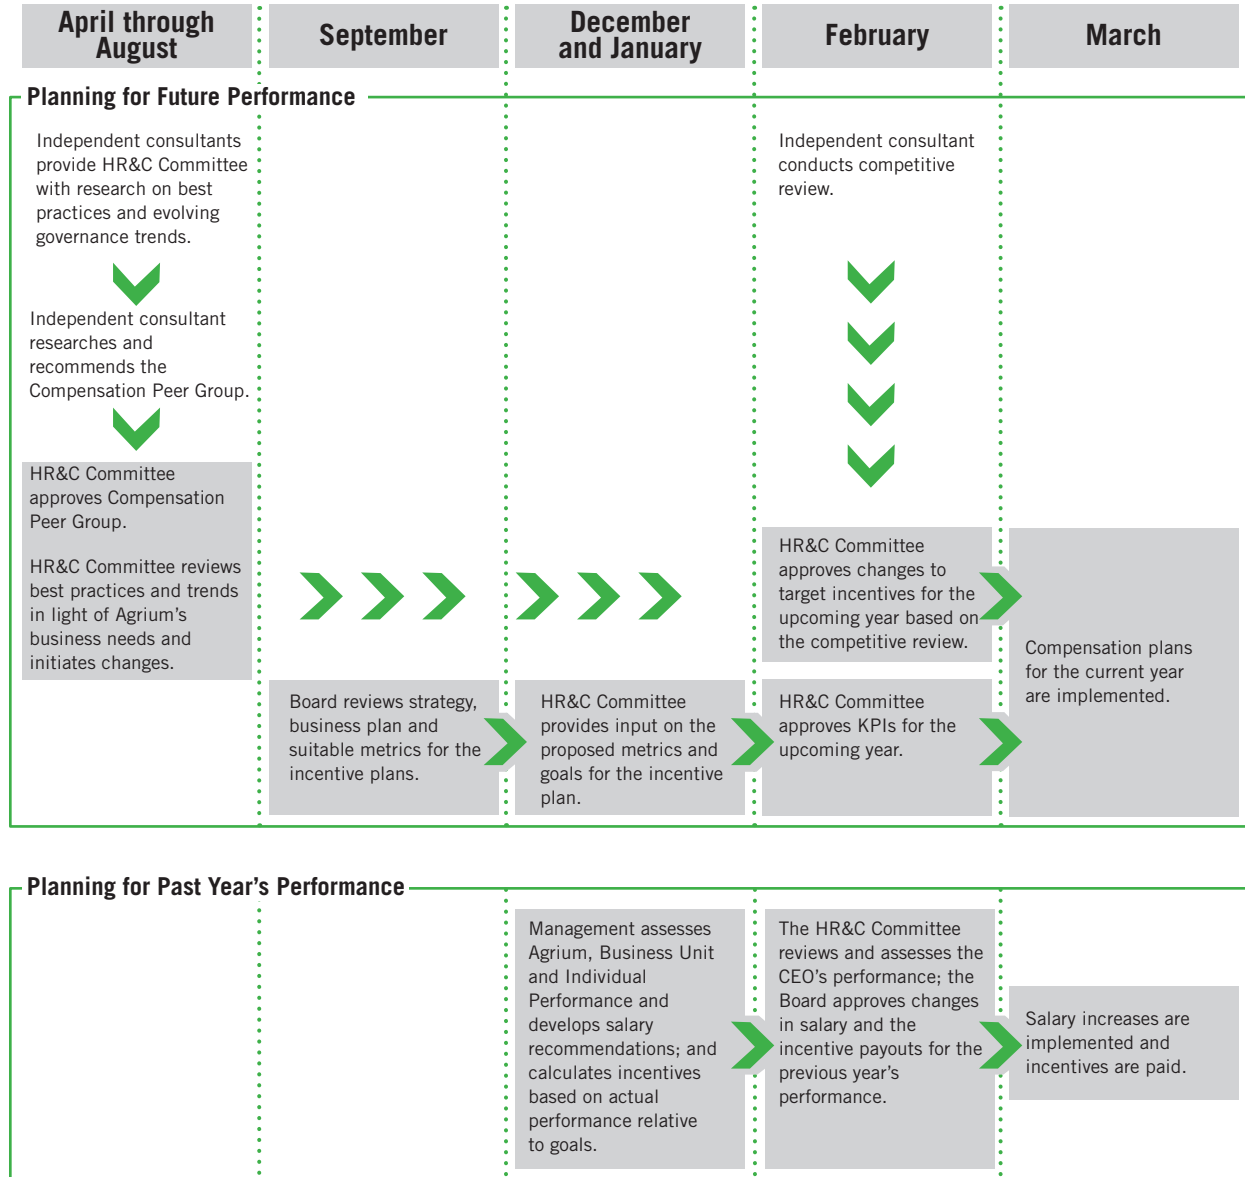 April through
August
September
December
and January
February
March
Planning for Future Performance
Independent consultants
provide HR&C Committee
with research on best
practices and evolving
governance trends.
Independent consultant
researches and
recommends the
Compensation Peer Group.
HR&C Committee
approves Compensation
Peer Group.
HR&C Committee reviews
best practices and trends
in light of Agrium’s
business needs and
initiates changes.
Board reviews strategy,
business plan and
suitable metrics for the
incentive plans.
HR&C Committee
provides input on the
proposed metrics and
goals for the incentive
plan.
Independent consultant
conducts competitive
review.
HR&C Committee
approves changes to
target incentives for the
upcoming year based on
the competitive review.
HR&C Committee
approves KPIs for the
upcoming year.
Compensation plans
for the current year
are implemented.
Planning for Past Year’s Performance
Management assesses
Agrium, Business Unit
and Individual
Performance and
develops salary
recommendations; and
calculates incentives
based on actual
performance relative
to goals.
The HR&C Committee
reviews and assesses the
CEO’s performance; the
Board approves changes
in salary and the
incentive payouts for the
previous year’s
performance.
Salary increases are
implemented and
incentives are paid.